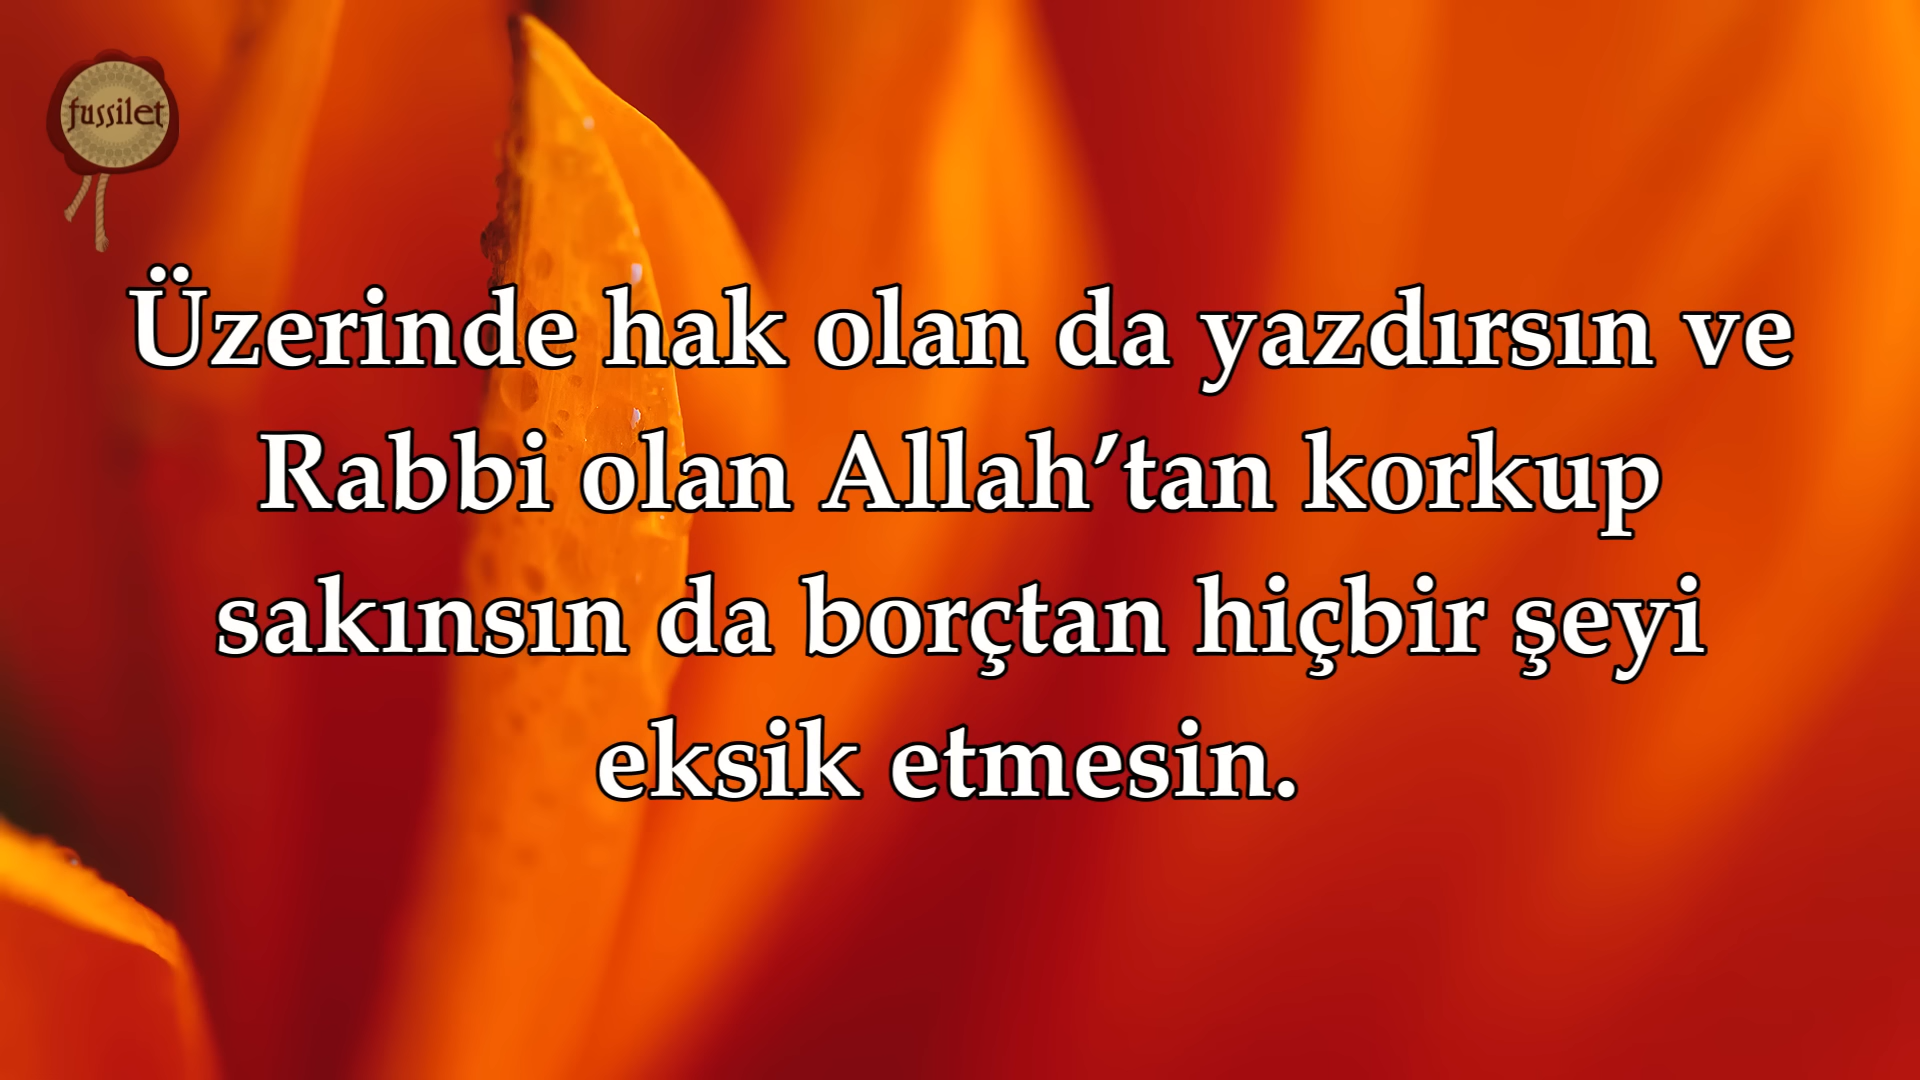 fussilet
Üzerinde hak olan da yazdırsın ve
Rabbi olan Allah’tan korkup
sakınsın da borçtan hiçbir şeyi
eksik etmesin.